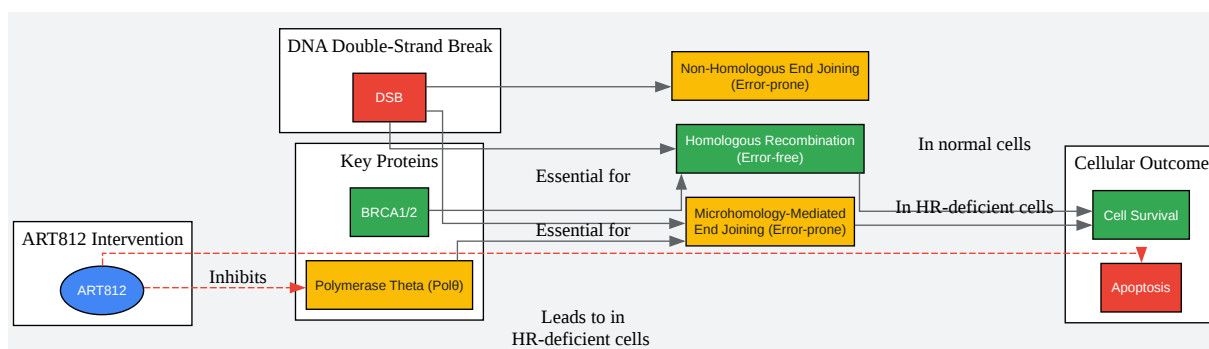 DNA Double-Strand Break
DSB
Non-Homologous End Joining
(Error-prone)
Homologous Recombination
(Error-free)
In normal cells
Key Proteins
Essential for
Cellular Outcome
BRCA1/2
Microhomology-Mediated
End Joining (Error-prone)
In HR-deficient cells
Cell Survival
Essential for
ART812 Intervention
ART812
Inhibits
Polymerase Theta (Polθ)
Apoptosis
Leads to in
HR-deficient cells